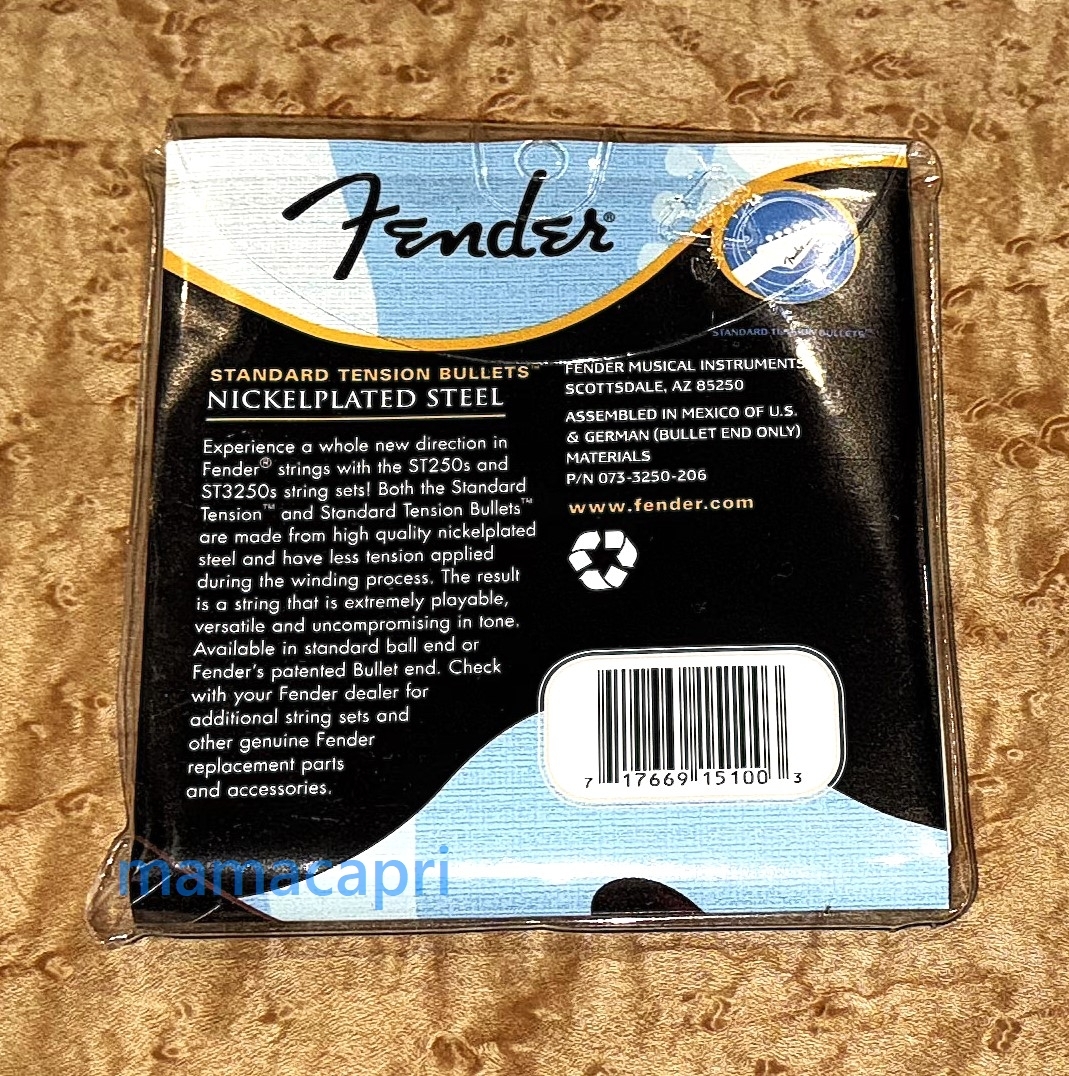 Fender®
STANDARD TENSION BULLETS™
STANDARD TENSION BULLETS™
NICKELPLATED STEEL
Experience a whole new direction in
Fender® strings with the ST250s and
ST3250s string sets! Both the Standard
Tension™ and Standard Tension Bullets™
are made from high quality nickelplated
steel and have less tension applied
during the winding process. The result
is a string that is extremely playable,
versatile and uncompromising in tone.
Available in standard ball end or
Fender's patented Bullet end. Check
with your Fender dealer for
additional string sets and
other genuine Fender
replacement parts
and accessories.
FENDER MUSICAL INSTRUMENTS
SCOTTSDALE, AZ 85250
ASSEMBLED IN MEXICO OF U.S.
& GERMAN (BULLET END ONLY)
MATERIALS
P/N 073-3250-206
www.fender.com
7 17669 15100 3
mamacapri